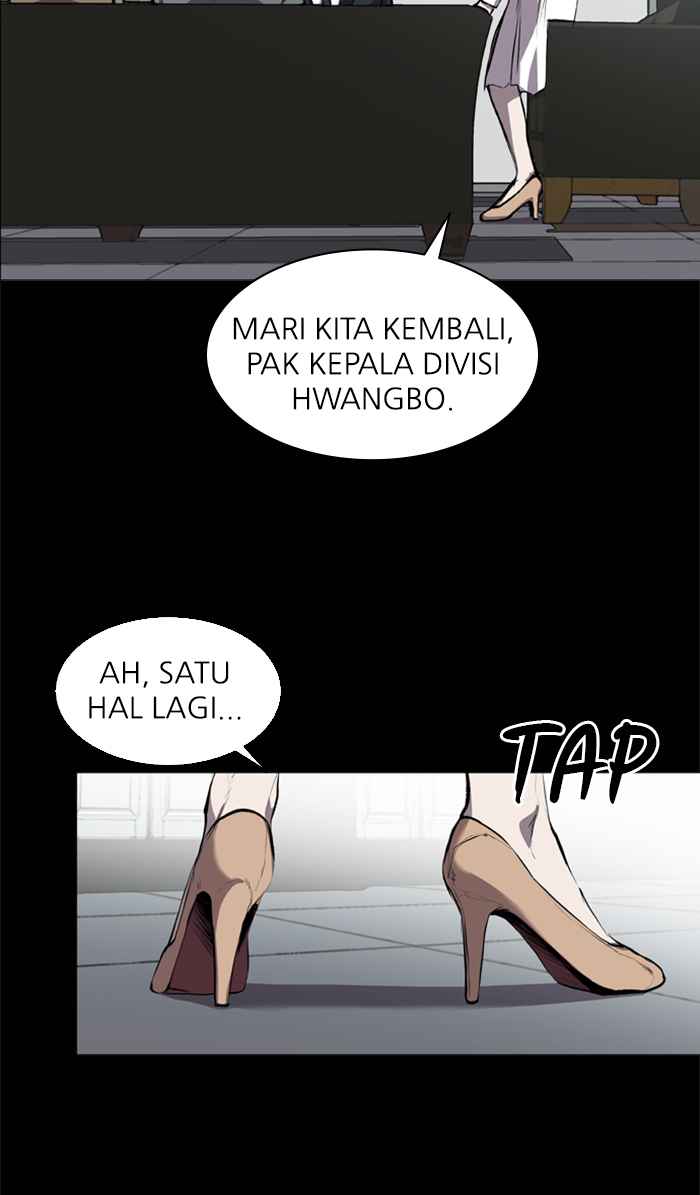 MARI KITA KEMBALI,
PAK KEPALA DIVISI
HWANGBO.
AH, SATU
HAL LAGI...
TAP